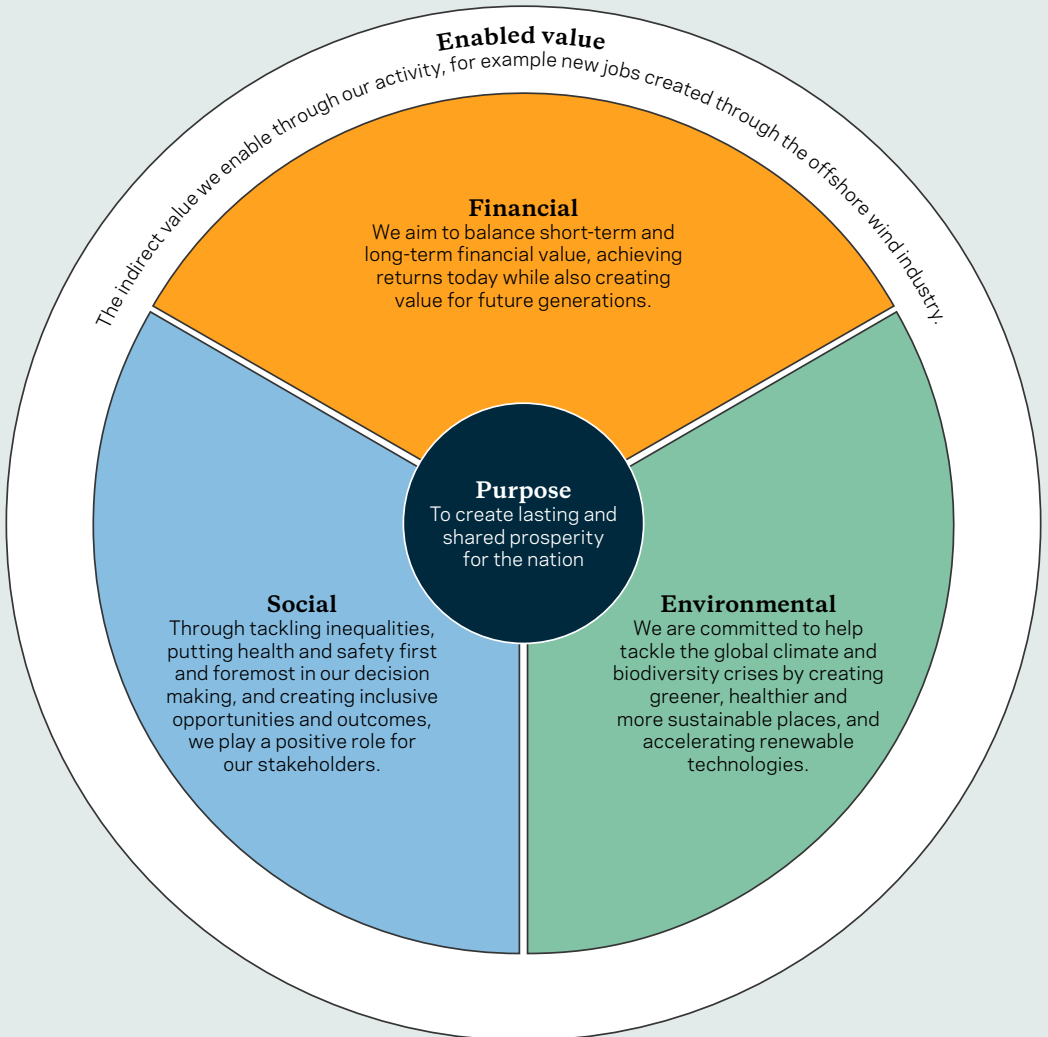 Enabled value
The indirect value we enable through our activity, for example new jobs created through the offshore wind industry.
Financial
We aim to balance short-term and
long-term financial value, achieving
returns today while also creating
value for future generations.
Purpose
To create lasting and
shared prosperity
for the nation
Social
Through tackling inequalities,
putting health and safety first
and foremost in our decision
making, and creating inclusive
opportunities and outcomes,
we play a positive role for
our stakeholders.
Environmental
We are committed to help
tackle the global climate and
biodiversity crises by creating
greener, healthier and
more sustainable places, and
accelerating renewable
technologies.